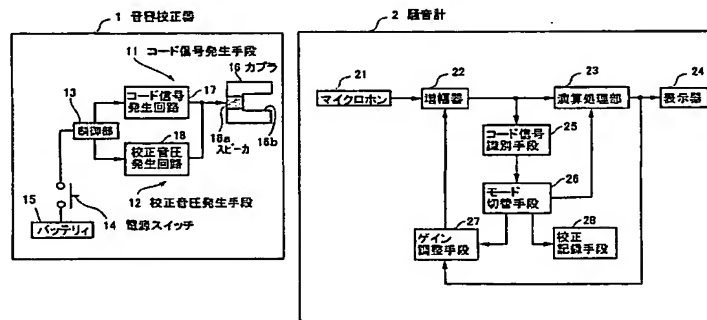 1 音響校正器
11 コード信号発生手段
16 カプラ
17
コード信号
発生回路
13
制御部
18
校正音圧
発生回路
16a
スピーカ
16b
12 校正音圧発生手段
15
14
電源スイッチ
バッテリィ
2 騒音計
21
マイクロホン
22
増幅器
23
演算処理部
24
表示器
コード信号
識別手段
25
モード
切替手段
26
27
ゲイン
調整手段
28
校正
記録手段